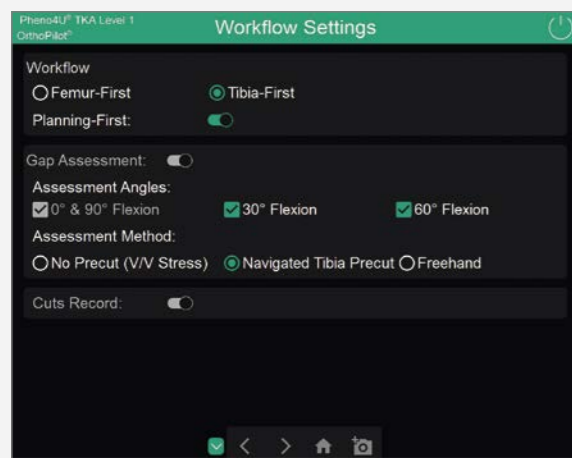 Pheno4U® TKA Level 1
OrthoPilot®
Workflow Settings
Workflow
Femur-First Tibia-First
Planning-First:
Gap Assessment:
Assessment Angles:
0° & 90° Flexion 30° Flexion 60° Flexion
Assessment Method:
No Precut (V/V Stress) Navigated Tibia Precut Freehand
Cuts Record: